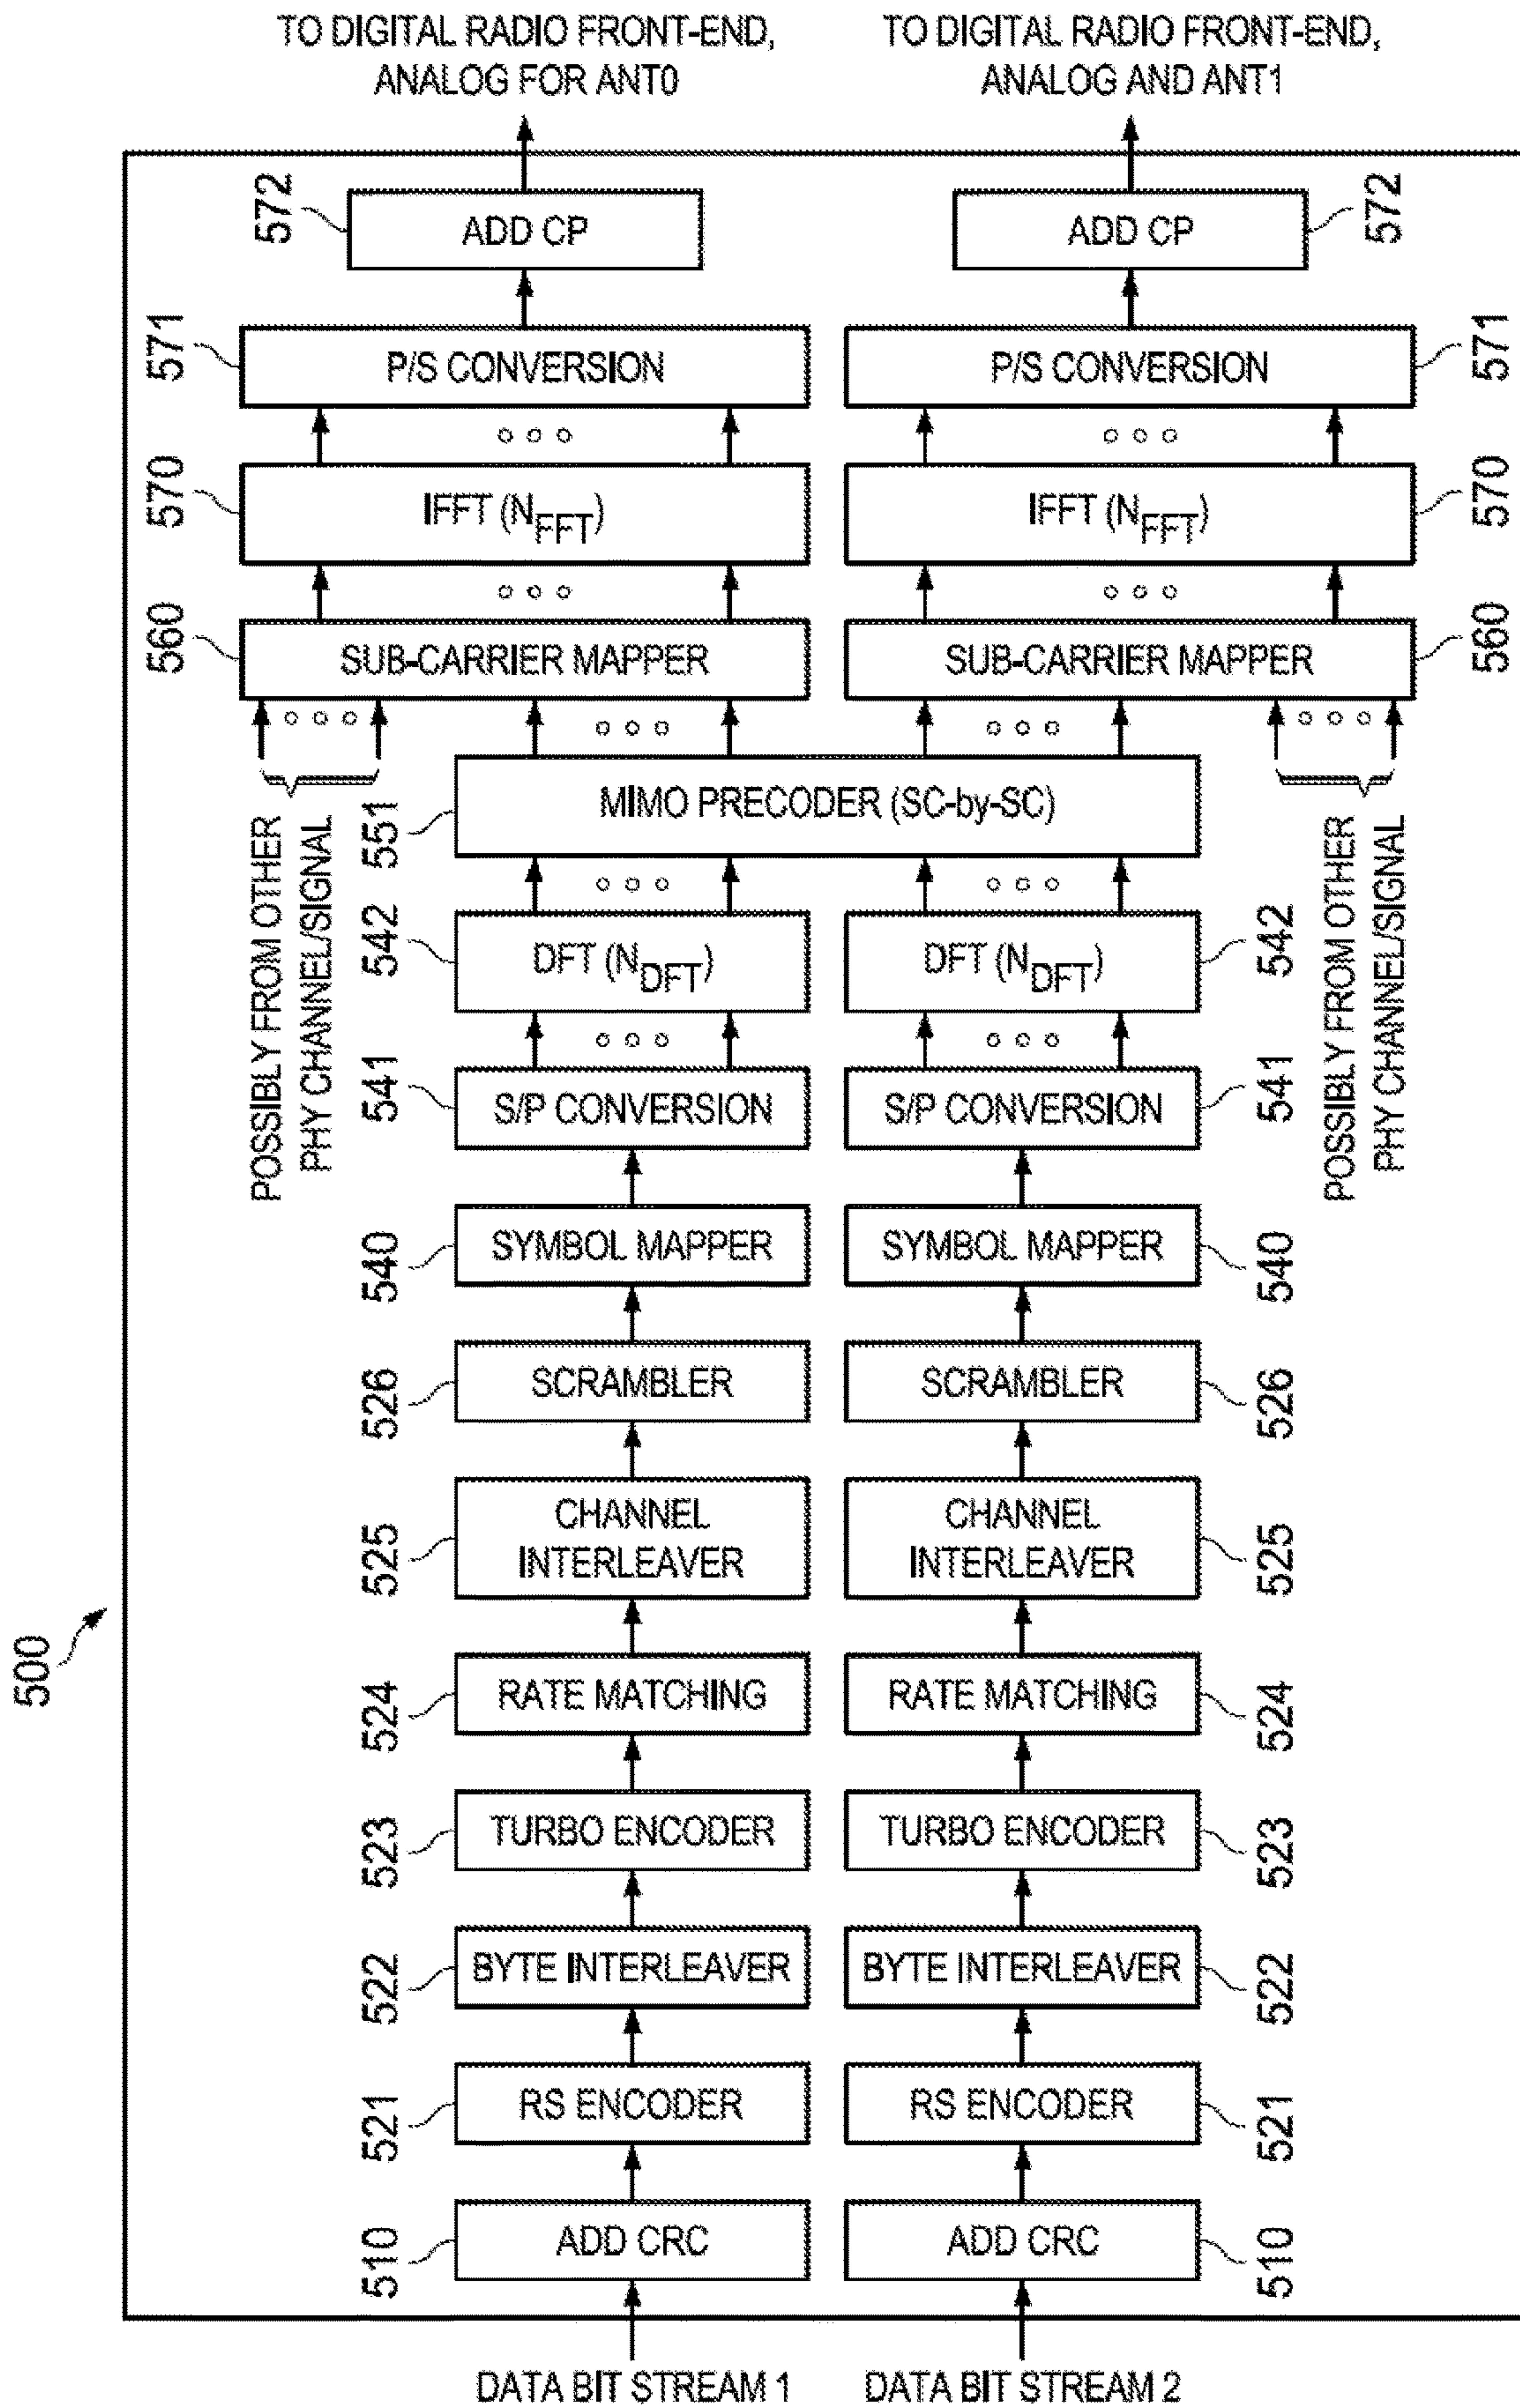 TO DIGITAL RADIO FRONT-END,
ANALOG FOR ANT0
TO DIGITAL RADIO FRONT-END,
ANALOG AND ANT1
572
ADD CP
ADD CP
572
571
P/S CONVERSION
P/S CONVERSION
571
570
IFFT (N_FFT)
IFFT (N_FFT)
570
560
SUB-CARRIER MAPPER
SUB-CARRIER MAPPER
560
POSSIBLY FROM OTHER
PHY CHANNEL/SIGNAL
551
MIMO PRECODER (SC-by-SC)
POSSIBLY FROM OTHER
PHY CHANNEL/SIGNAL
542
DFT (N_DFT)
DFT (N_DFT)
542
541
S/P CONVERSION
S/P CONVERSION
541
540
SYMBOL MAPPER
SYMBOL MAPPER
540
526
SCRAMBLER
SCRAMBLER
526
525
CHANNEL
INTERLEAVER
CHANNEL
INTERLEAVER
525
500
524
RATE MATCHING
RATE MATCHING
524
523
TURBO ENCODER
TURBO ENCODER
523
522
BYTE INTERLEAVER
BYTE INTERLEAVER
522
521
RS ENCODER
RS ENCODER
521
510
ADD CRC
ADD CRC
510
DATA BIT STREAM 1
DATA BIT STREAM 2